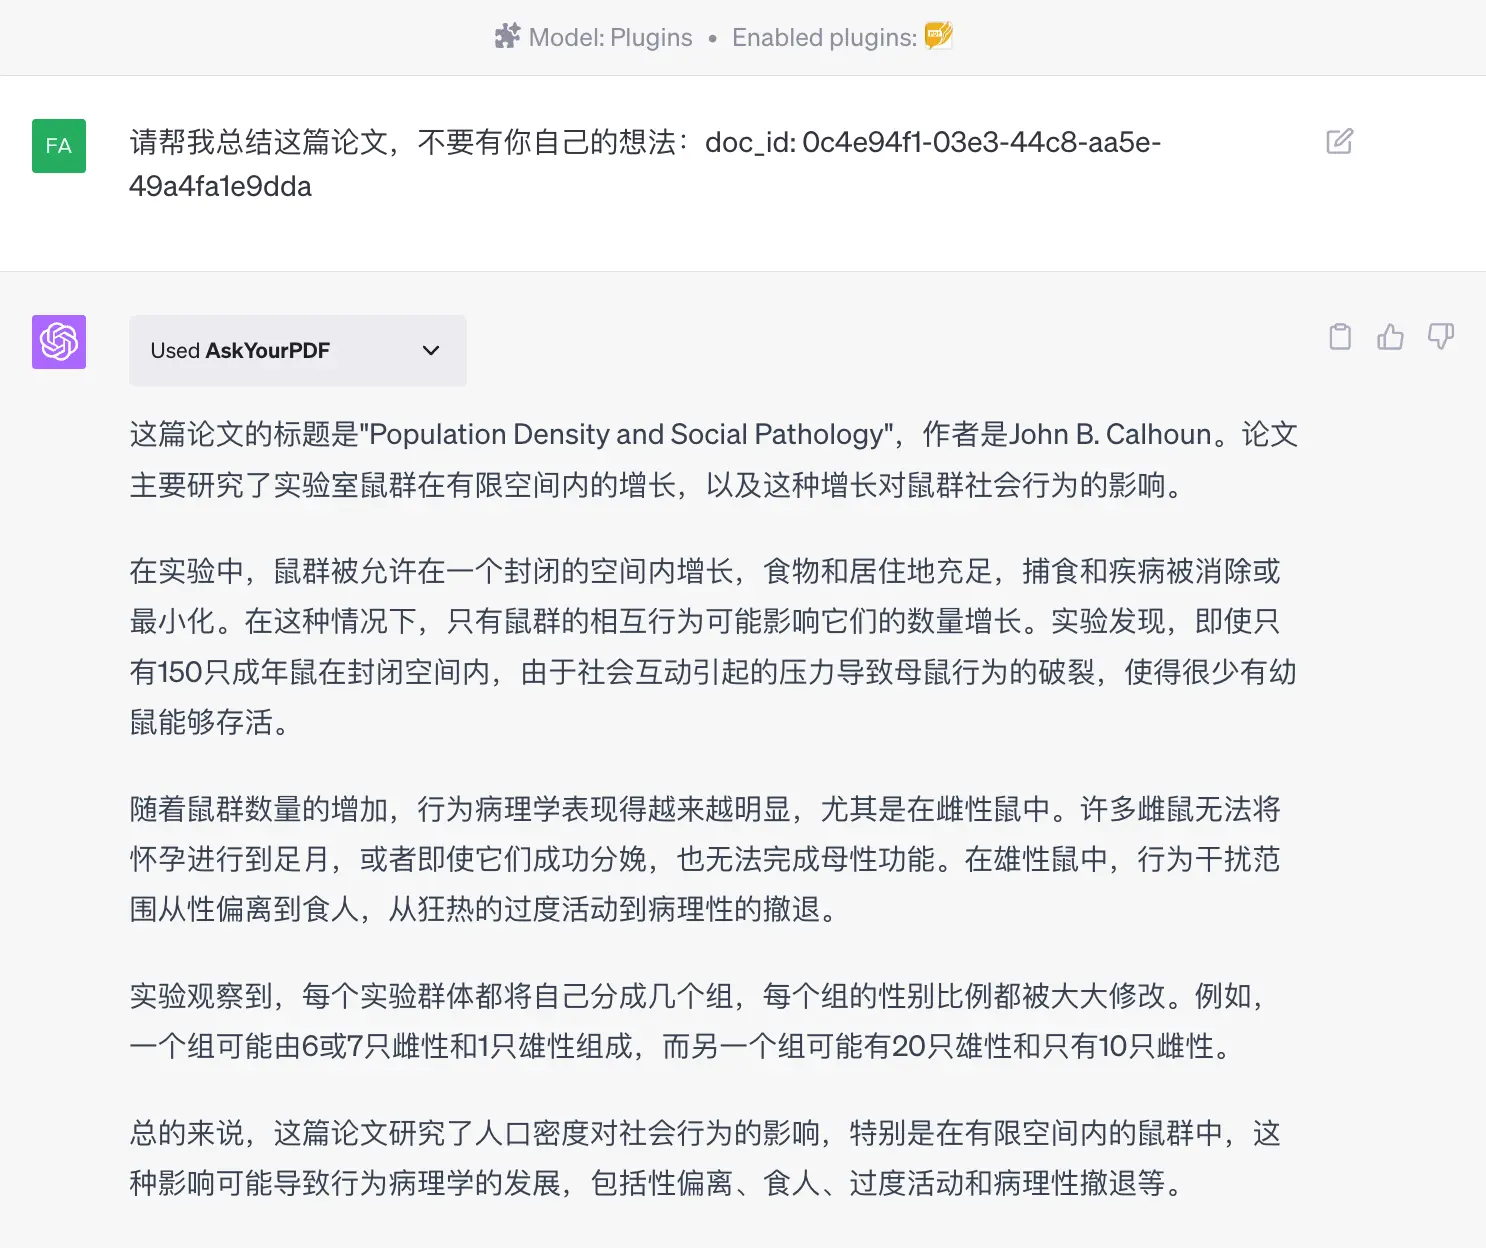 Model: Plugins • Enabled plugins:
PDF
FA
请帮我总结这篇论文，不要有你自己的想法：doc_id: 0c4e94f1-03e3-44c8-aa5e-
49a4fa1e9dda
Used AskYourPDF
这篇论文的标题是"Population Density and Social Pathology"，作者是John B. Calhoun。论文
主要研究了实验室鼠群在有限空间内的增长，以及这种增长对鼠群社会行为的影响。
在实验中，鼠群被允许在一个封闭的空间内增长，食物和居住地充足，捕食和疾病被消除或
最小化。在这种情况下，只有鼠群的相互行为可能影响它们的数量增长。实验发现，即使只
有150只成年鼠在封闭空间内，由于社会互动引起的压力导致母鼠行为的破裂，使得很少有幼
鼠能够存活。
随着鼠群数量的增加，行为病理学表现得越来越明显，尤其是在雌性鼠中。许多雌鼠无法将
怀孕进行到足月，或者即使它们成功分娩，也无法完成母性功能。在雄性鼠中，行为干扰范
围从性偏离到食人，从狂热的过度活动到病理性的撤退。
实验观察到，每个实验群体都将自己分成几个组，每个组的性别比例都被大大修改。例如，
一个组可能由6或7只雌性和1只雄性组成，而另一个组可能有20只雄性和只有10只雌性。
总的来说，这篇论文研究了人口密度对社会行为的影响，特别是在有限空间内的鼠群中，这
种影响可能导致行为病理学的发展，包括性偏离、食人、过度活动和病理性撤退等。